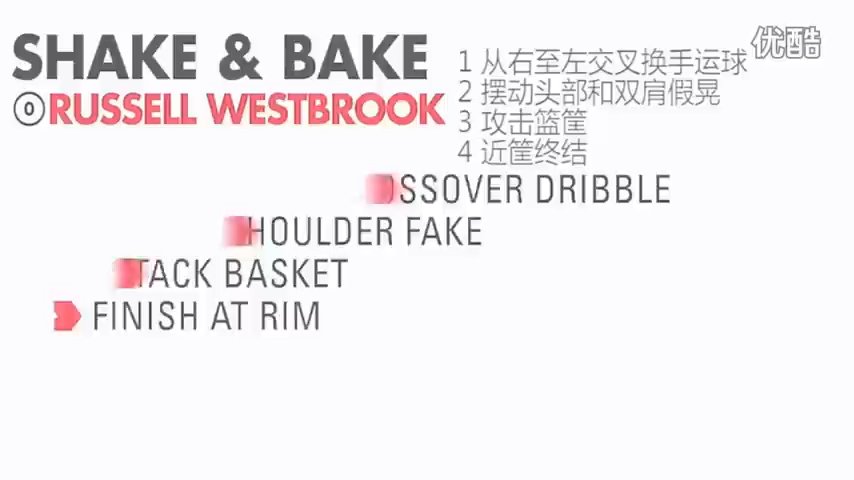 SHAKE & BAKE
0 RUSSELL WESTBROOK
优酷
1 从右至左交叉换手运球
2 摆动头部和双肩假晃
3 攻击篮筐
4 近筐终结
OSSOVER DRIBBLE
HOULDER FAKE
TACK BASKET
FINISH AT RIM